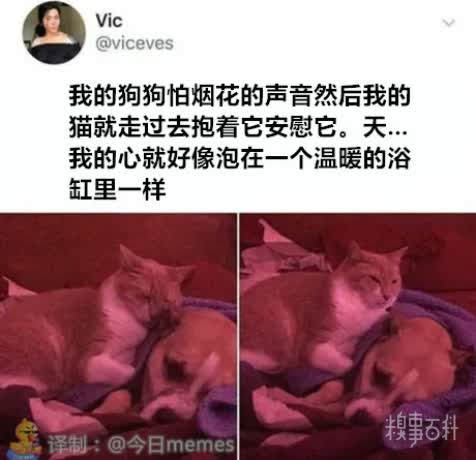 Vic
@viceves
我的狗狗怕烟花的声音然后我的
猫就走过去抱着它安慰它。天...
我的心就好像泡在一个温暖的浴
缸里一样
译制：@今日memes
糗事百科